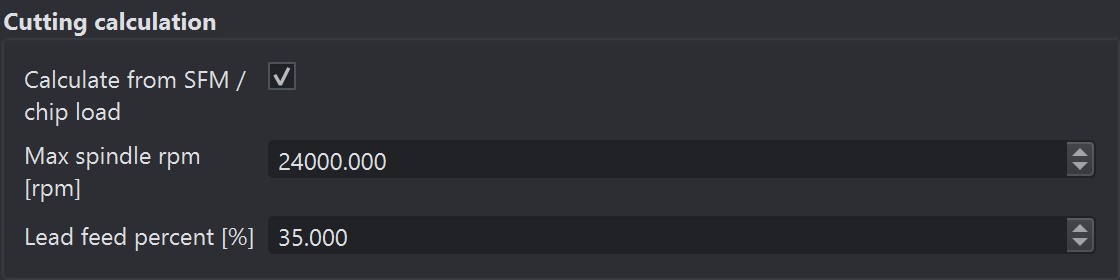 Cutting calculation
Calculate from SFM /
chip load
Max spindle rpm
[rpm]
24000.000
Lead feed percent [%]
35.000